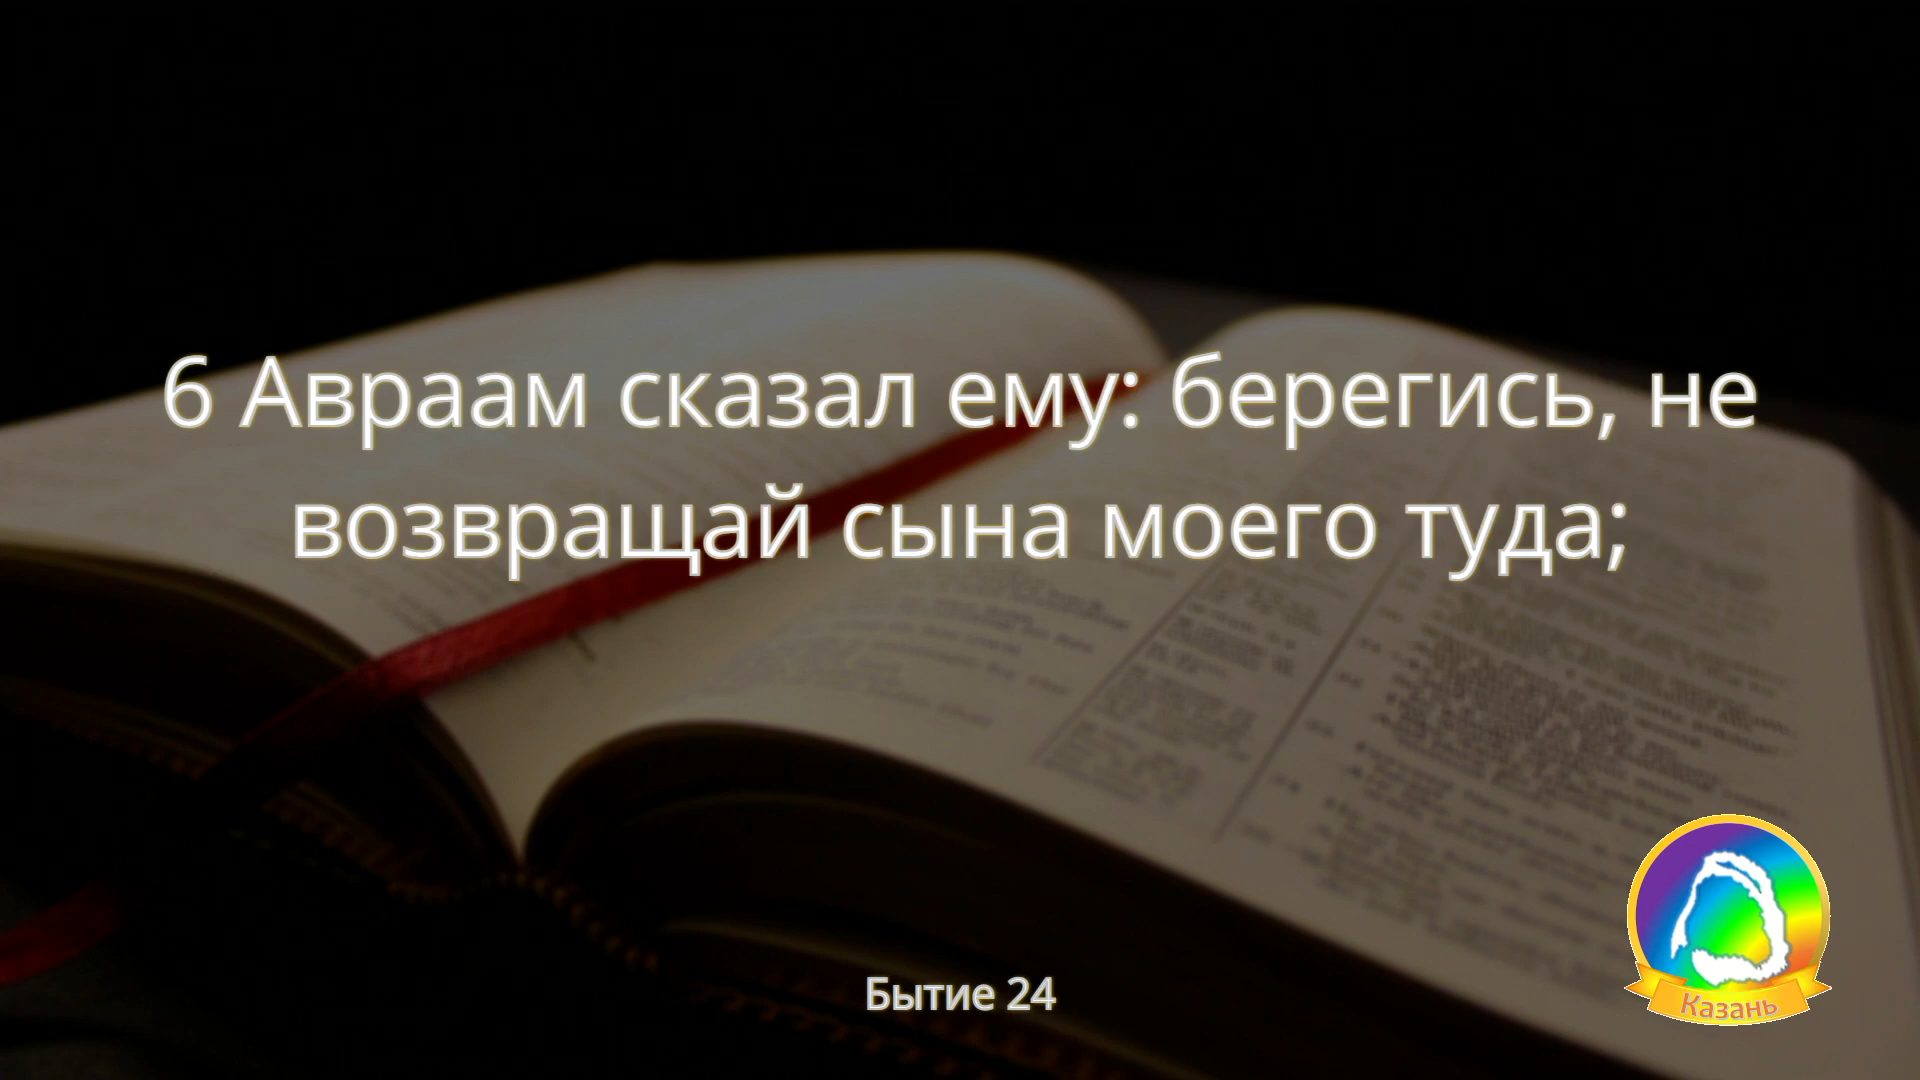 6 Авраам сказал ему: берегись, не
возвращай сына моего туда;
Бытие 24
Казань